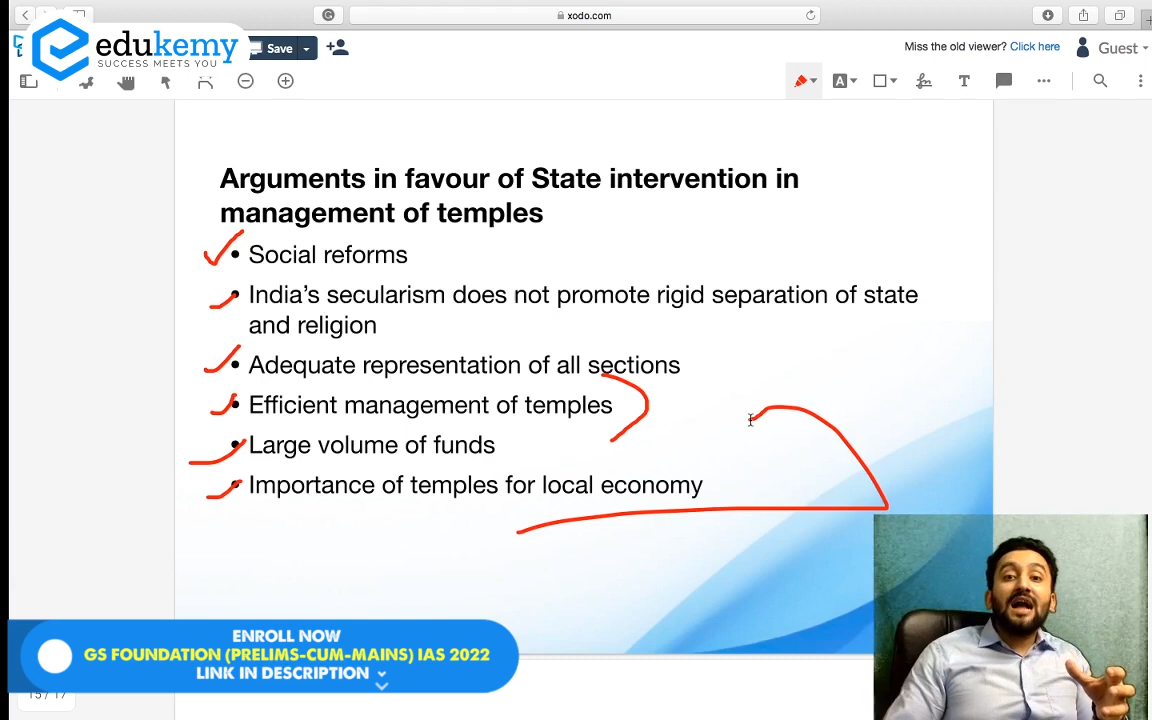 xodo.com
edukemy
SUCCESS MEETS YOU
Save
Miss the old viewer? Click here
Guest
Arguments in favour of State intervention in
management of temples
• Social reforms
• India's secularism does not promote rigid separation of state
and religion
• Adequate representation of all sections
• Efficient management of temples
• Large volume of funds
• Importance of temples for local economy
ENROLL NOW
GS FOUNDATION (PRELIMS-CUM-MAINS) IAS 2022
LINK IN DESCRIPTION